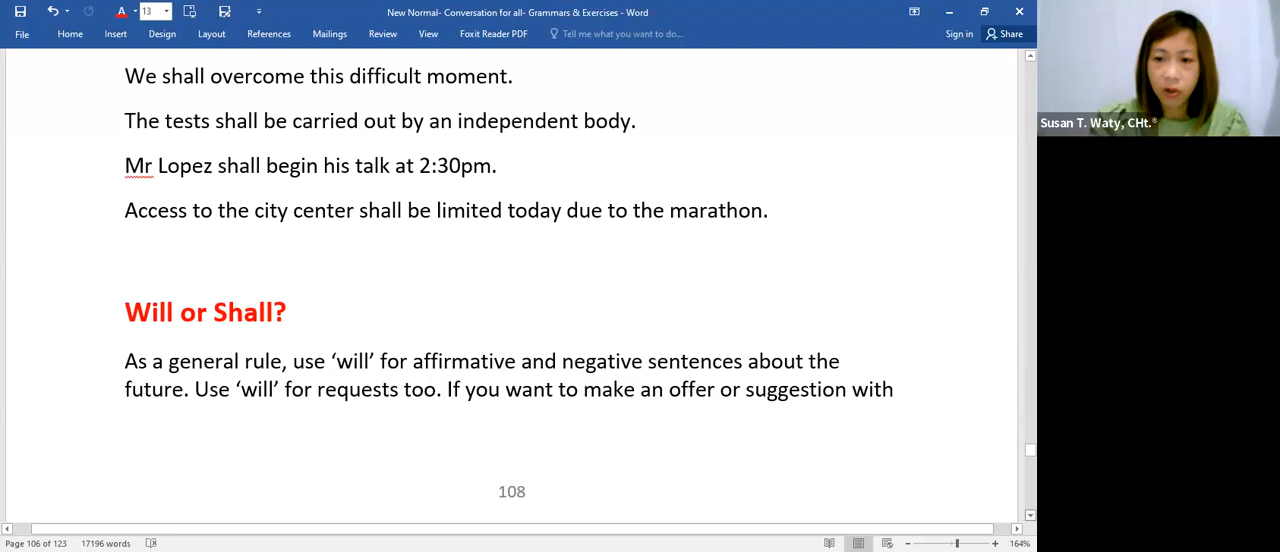 13
New Normal- Conversation for all- Grammars & Exercises - Word
File Home Insert Design Layout References Mailings Review View Foxit Reader PDF Tell me what you want to do... Sign in Share
We shall overcome this difficult moment.
The tests shall be carried out by an independent body.
Mr Lopez shall begin his talk at 2:30pm.
Access to the city center shall be limited today due to the marathon.
Will or Shall?
As a general rule, use ‘will’ for affirmative and negative sentences about the
future. Use ‘will’ for requests too. If you want to make an offer or suggestion with
108
Page 106 of 123 17196 words 164%
Susan T. Waty, CHt.®